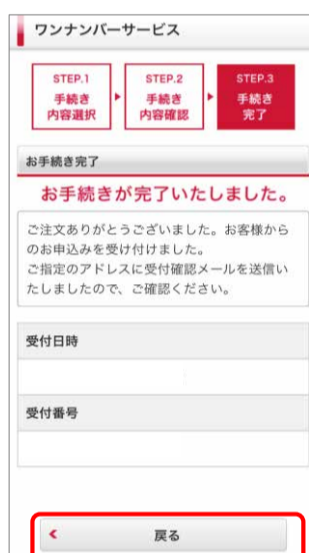 ワンナンバーサービス
STEP.1
手続き
内容選択
STEP.2
手続き
内容確認
STEP.3
手続き
完了
お手続き完了
お手続きが完了いたしました。
ご注文ありがとうございました。お客様から
のお申込みを受け付けました。
ご指定のアドレスに受付確認メールを送信い
たしましたので、ご確認ください。
受付日時
受付番号
戻る